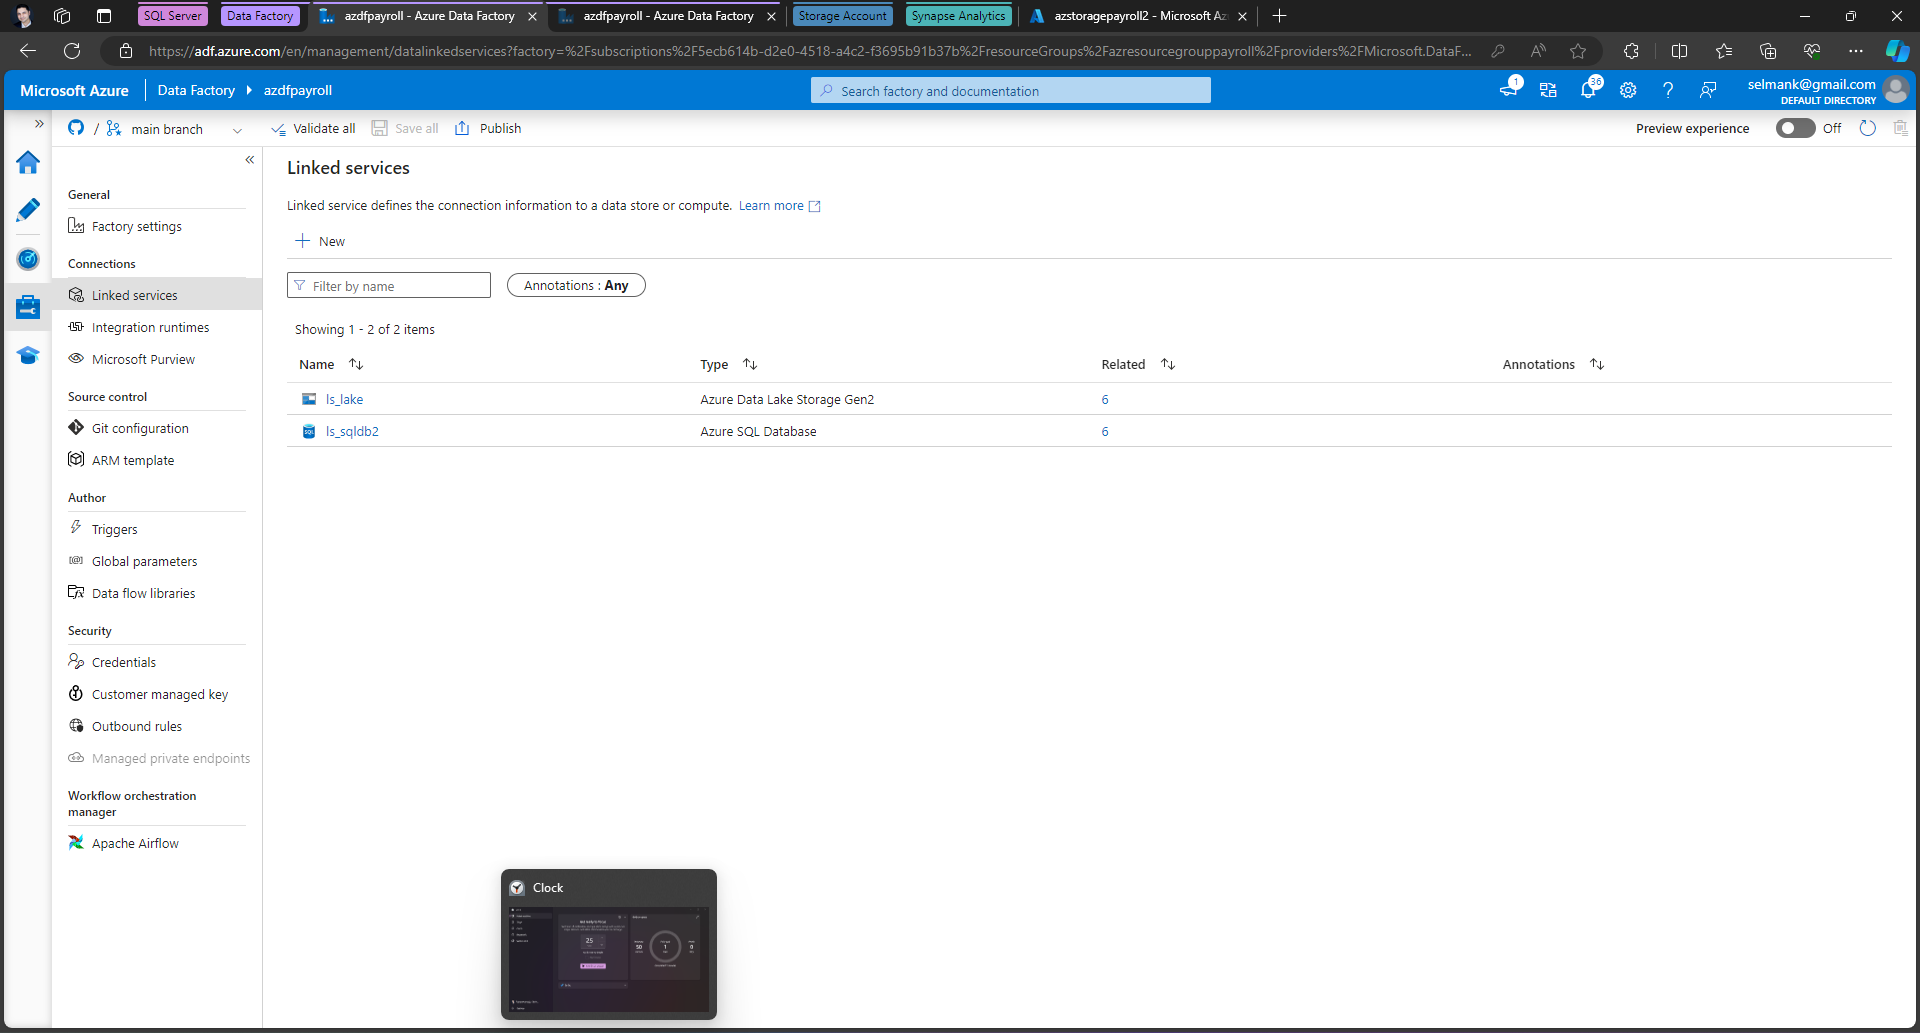 SQL Server
Data Factory
azdfpayroll - Azure Data Factory
azdfpayroll - Azure Data Factory
Storage Account
Synapse Analytics
azstoragepayroll2 - Microsoft Az
https://adf.azure.com/en/management/datalinkedservices?factory=%2Fsubscriptions%2F5ecb614b-d2e0-4518-a4c2-f3695b91b37b%2FresourceGroups%2Fazresourcegrouppayroll%2Fproviders%2FMicrosoft.DataF...
Microsoft Azure
Data Factory
azdfpayroll
Search factory and documentation
1
36
selmank@gmail.com
DEFAULT DIRECTORY
/
main branch
Validate all
Save all
Publish
Preview experience
Off
General
Factory settings
Connections
Linked services
Integration runtimes
Microsoft Purview
Source control
Git configuration
ARM template
Author
Triggers
Global parameters
Data flow libraries
Security
Credentials
Customer managed key
Outbound rules
Managed private endpoints
Workflow orchestration
manager
Apache Airflow
Linked services
Linked service defines the connection information to a data store or compute. Learn more
New
Filter by name
Annotations : Any
Showing 1 - 2 of 2 items
Name
Type
Related
Annotations
ls_lake
Azure Data Lake Storage Gen2
6
ls_sqldb2
Azure SQL Database
6
Clock
25